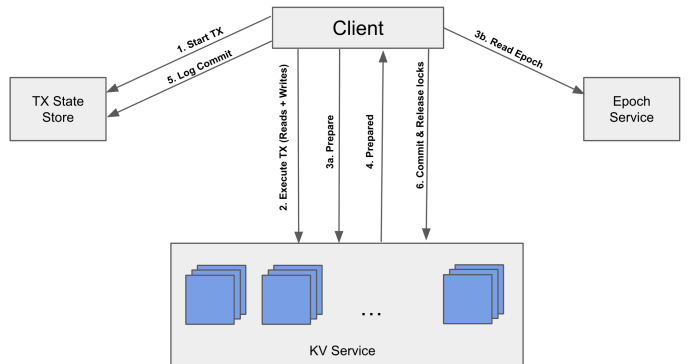 Client
1. Start TX
5. Log Commit
3b. Read Epoch
TX State
Store
Epoch
Service
2. Execute TX (Reads + Writes)
3a. Prepare
4. Prepared
6. Commit & Release locks
...
KV Service